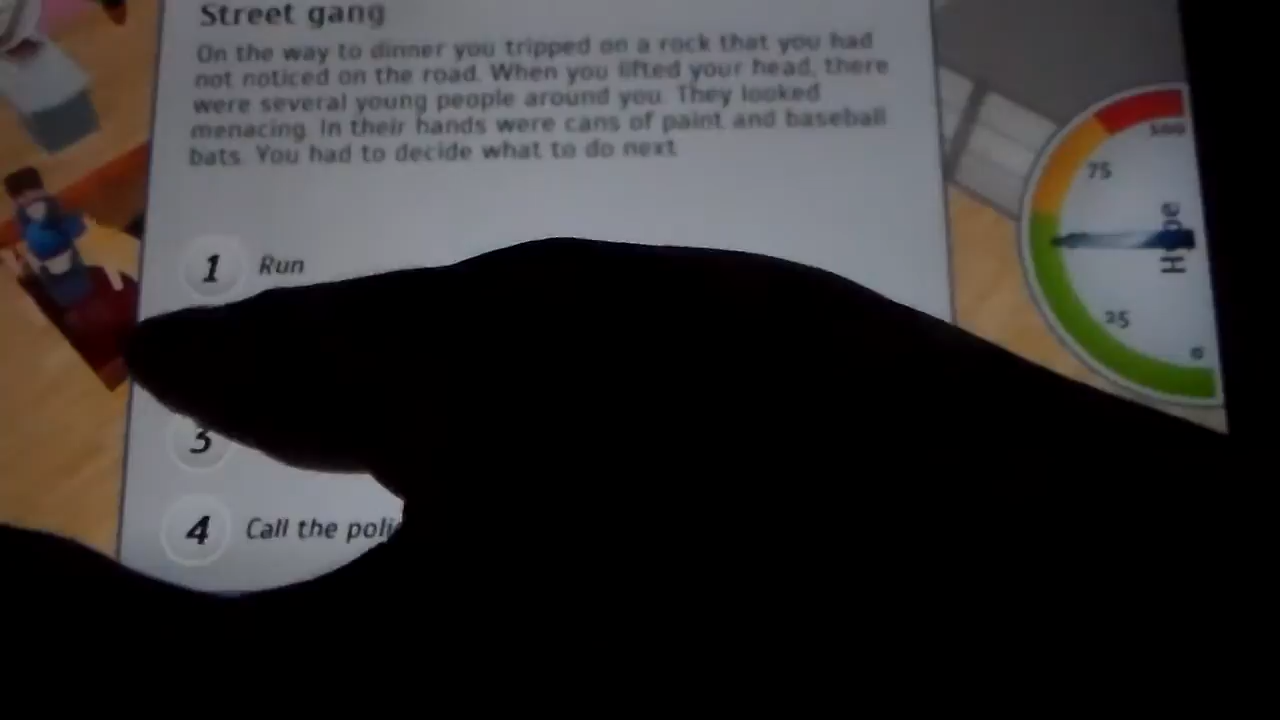 Street gang
On the way to dinner you tripped on a rock that you had
not noticed on the road. When you lifted your head, there
were several young people around you. They looked
menacing. In their hands were cans of paint and baseball
bats. You had to decide what to do next
1 Run
3
4 Call the poli
75
Hype
25
0